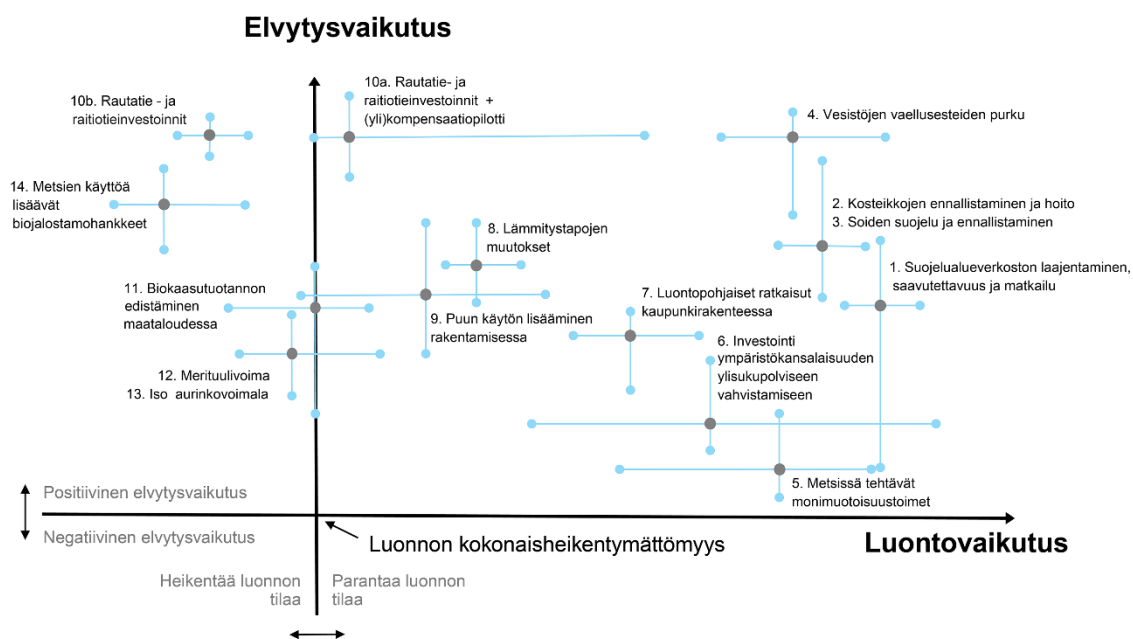 Elvytysvaikutus
10b. Rautatie - ja
raitiotieinvestoinnit
10a. Rautatie- ja
raitiotieinvestoinnit +
(yli)kompensaatiopilotti
4. Vesistöjen vaellusesteiden purku
14. Metsien käyttöä
lisäävät
biojalostamohankkeet
2. Kosteikkojen ennallistaminen ja hoito
3. Soiden suojelu ja ennallistaminen
8. Lämmitystapojen
muutokset
1. Suojelualueverkoston laajentaminen,
saavutettavuus ja matkailu
11. Biokaasutuotannon
edistäminen
maataloudessa
7. Luontopohjaiset ratkaisut
kaupunkirakenteessa
9. Puun käytön lisääminen
rakentamisessa
6. Investointi
ympäristökansalaisuuden
ylisukupolviseen
vahvistamiseen
12. Merituulivoima
13. Iso aurinkovoimala
5. Metsissä tehtävät
monimuotoisuustoimet
Positiivinen elvytysvaikutus
Negatiivinen elvytysvaikutus
Luonnon kokonaisheikentymättömyys
Luontovaikutus
Heikentää luonnon
tilaa
Parantaa luonnon
tilaa